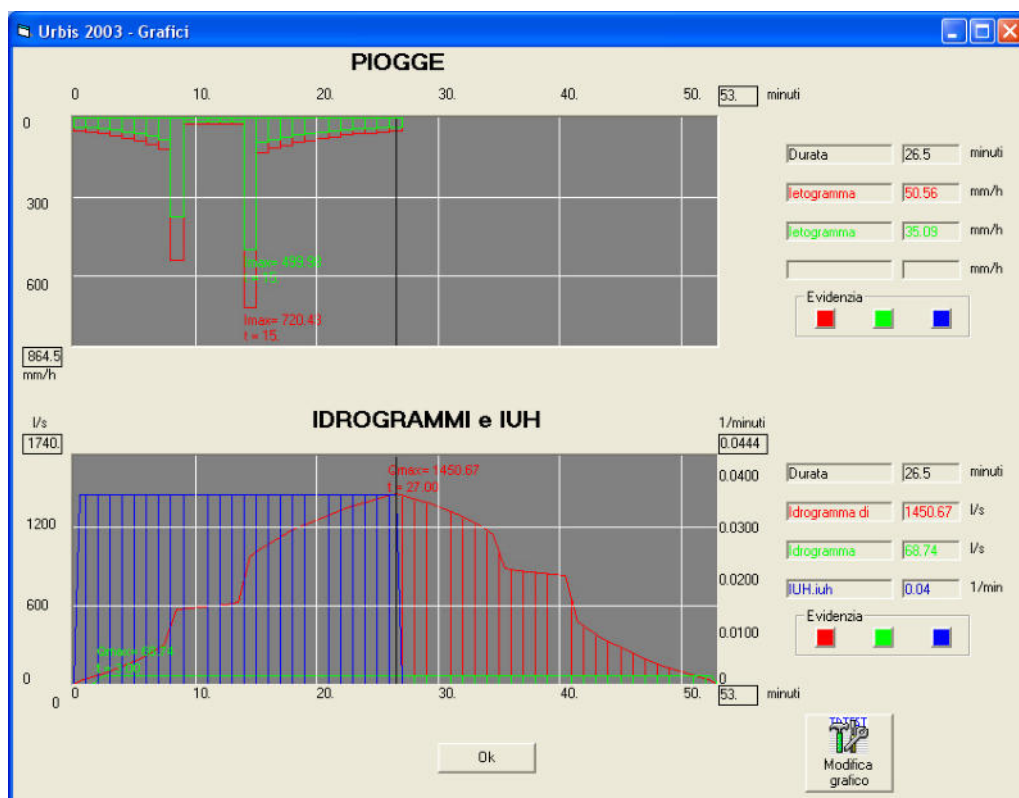 Urbis 2003 - Grafici
PIOGGE
0 10. 20. 30. 40. 50. 53. minuti
0
300
600
864.5
mm/h
Imax= 499.98
t = 15.
Imax= 720.43
t = 15.
Durata 26.5 minuti
Ietogramma 50.56 mm/h
Ietogramma 35.09 mm/h
mm/h
Evidenzia
IDROGRAMMI e IUH
l/s
1740.
1200
600
0
1/minuti
0.0444
0.0400
0.0300
0.0200
0.0100
0
Qmax= 1450.67
t = 27.00
0 10. 20. 30. 40. 50. 53. minuti
Durata 26.5 minuti
Idrogramma di 1450.67 l/s
Idrogramma 68.74 l/s
IUH.iuh 0.04 1/min
Evidenzia
Ok
Modifica
grafico